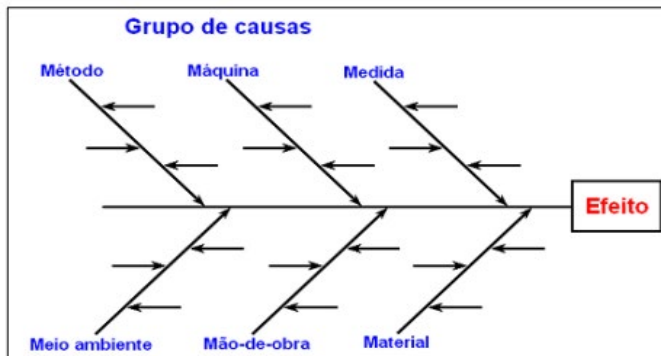 Grupo de causas
Método
Máquina
Medida
Efeito
Meio ambiente
Mão-de-obra
Material